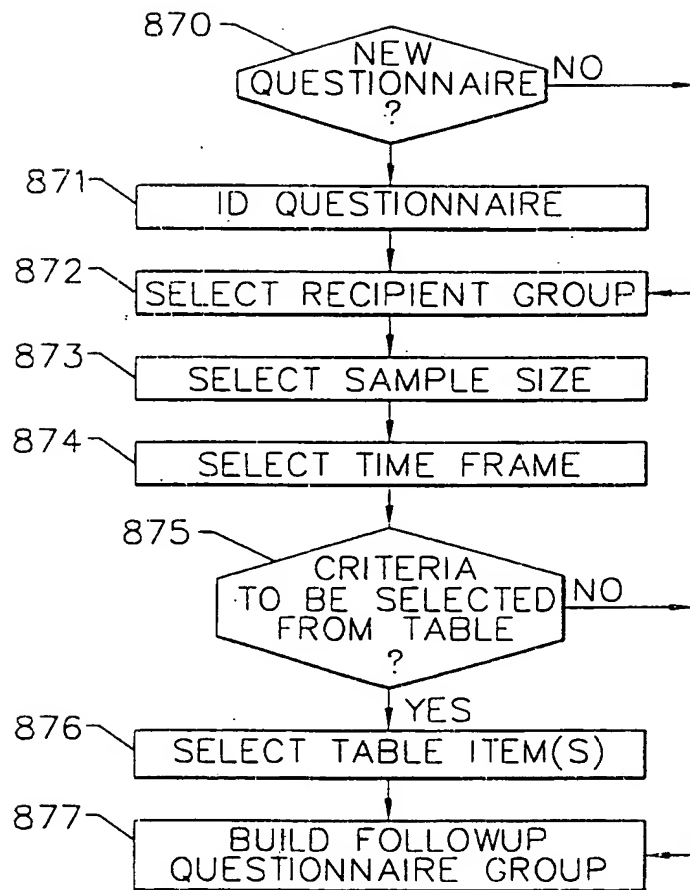 870
NEW
QUESTIONNAIRE
?
NO
871
ID QUESTIONNAIRE
872
SELECT RECIPIENT GROUP
873
SELECT SAMPLE SIZE
874
SELECT TIME FRAME
875
CRITERIA
TO BE SELECTED
FROM TABLE
?
NO
YES
876
SELECT TABLE ITEM(S)
877
BUILD FOLLOWUP
QUESTIONNAIRE GROUP